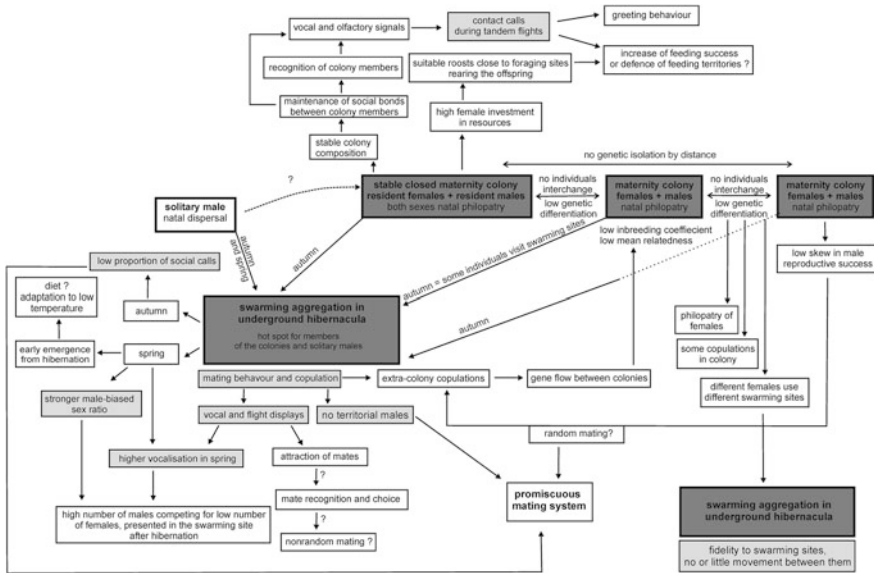 vocal and olfactory signals
contact calls
during tandem flights
greeting behaviour
increase of feeding success
or defence of feeding territories ?
recognition of colony members
suitable roosts close to foraging sites
rearing the offspring
maintenance of social bonds
between colony members
high female investment
in resources
stable colony
composition
no genetic isolation by distance
?
solitary male
natal dispersal
stable closed maternity colony
resident females + resident males
both sexes natal philopatry
no individuals
interchange
low genetic
differentiation
maternity colony
females + males
natal philopatry
no individuals
interchange
low genetic
differentiation
maternity colony
females + males
natal philopatry
autumn
and spring
autumn
autumn = some individuals visit swarming sites
low inbreeding coeffiecient
low mean relatedness
low skew in male
reproductive success
low proportion of social calls
diet ?
adaptation to low
temperature
autumn
swarming aggregation in
underground hibernacula
hot spot for members
of the colonies and solitary males
autumn
philopatry of
females
early emergence
from hibernation
spring
some copulations
in colony
mating behaviour and copulation
extra-colony copulations
gene flow between colonies
different females use
different swarming sites
stronger male-biased
sex ratio
vocal and flight displays
no territorial males
random mating?
higher vocalisation in spring
attraction of mates
?
mate recognition and choice
?
nonrandom mating ?
high number of males competing for low number
of females, presented in the swarming site
after hibernation
promiscuous
mating system
swarming aggregation in
underground hibernacula
fidelity to swarming sites,
no or little movement between them